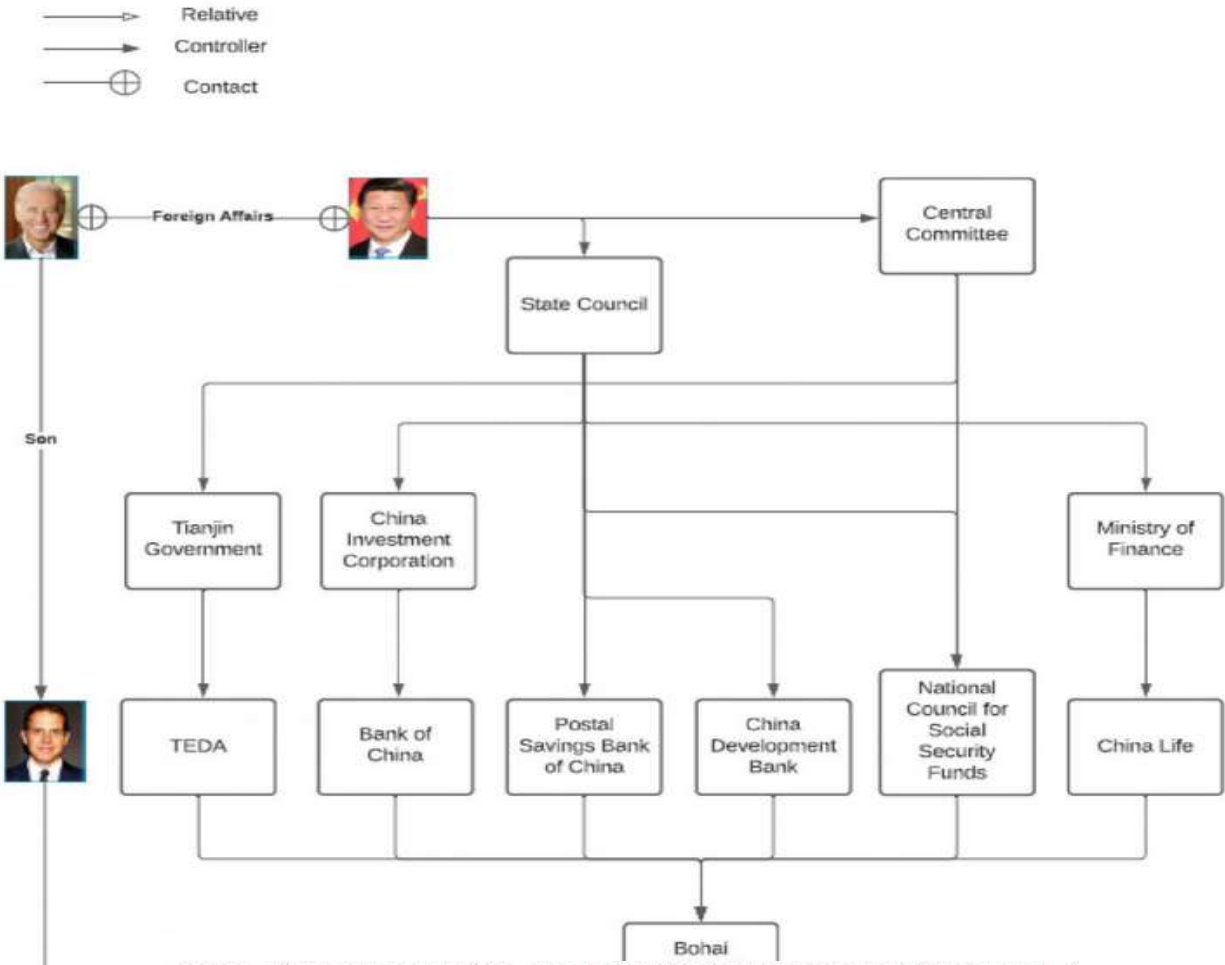 Relative
Controller
Contact
Foreign Affairs
Central
Committee
State Council
Son
Tianjin
Government
China
Investment
Corporation
Ministry of
Finance
TEDA
Bank of
China
Postal
Savings Bank
of China
China
Development
Bank
National
Council for
Social
Security
Funds
China Life
Bohai